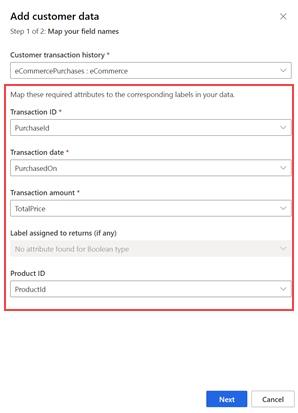 Add customer data
Step 1 of 2: Map your field names
Customer transaction history *
eCommercePurchases : eCommerce
Map these required attributes to the corresponding labels in your data.
Transaction ID *
PurchaseId
Transaction date *
PurchasedOn
Transaction amount *
TotalPrice
Label assigned to returns (if any)
No attribute found for Boolean type
Product ID
ProductId
Next Cancel